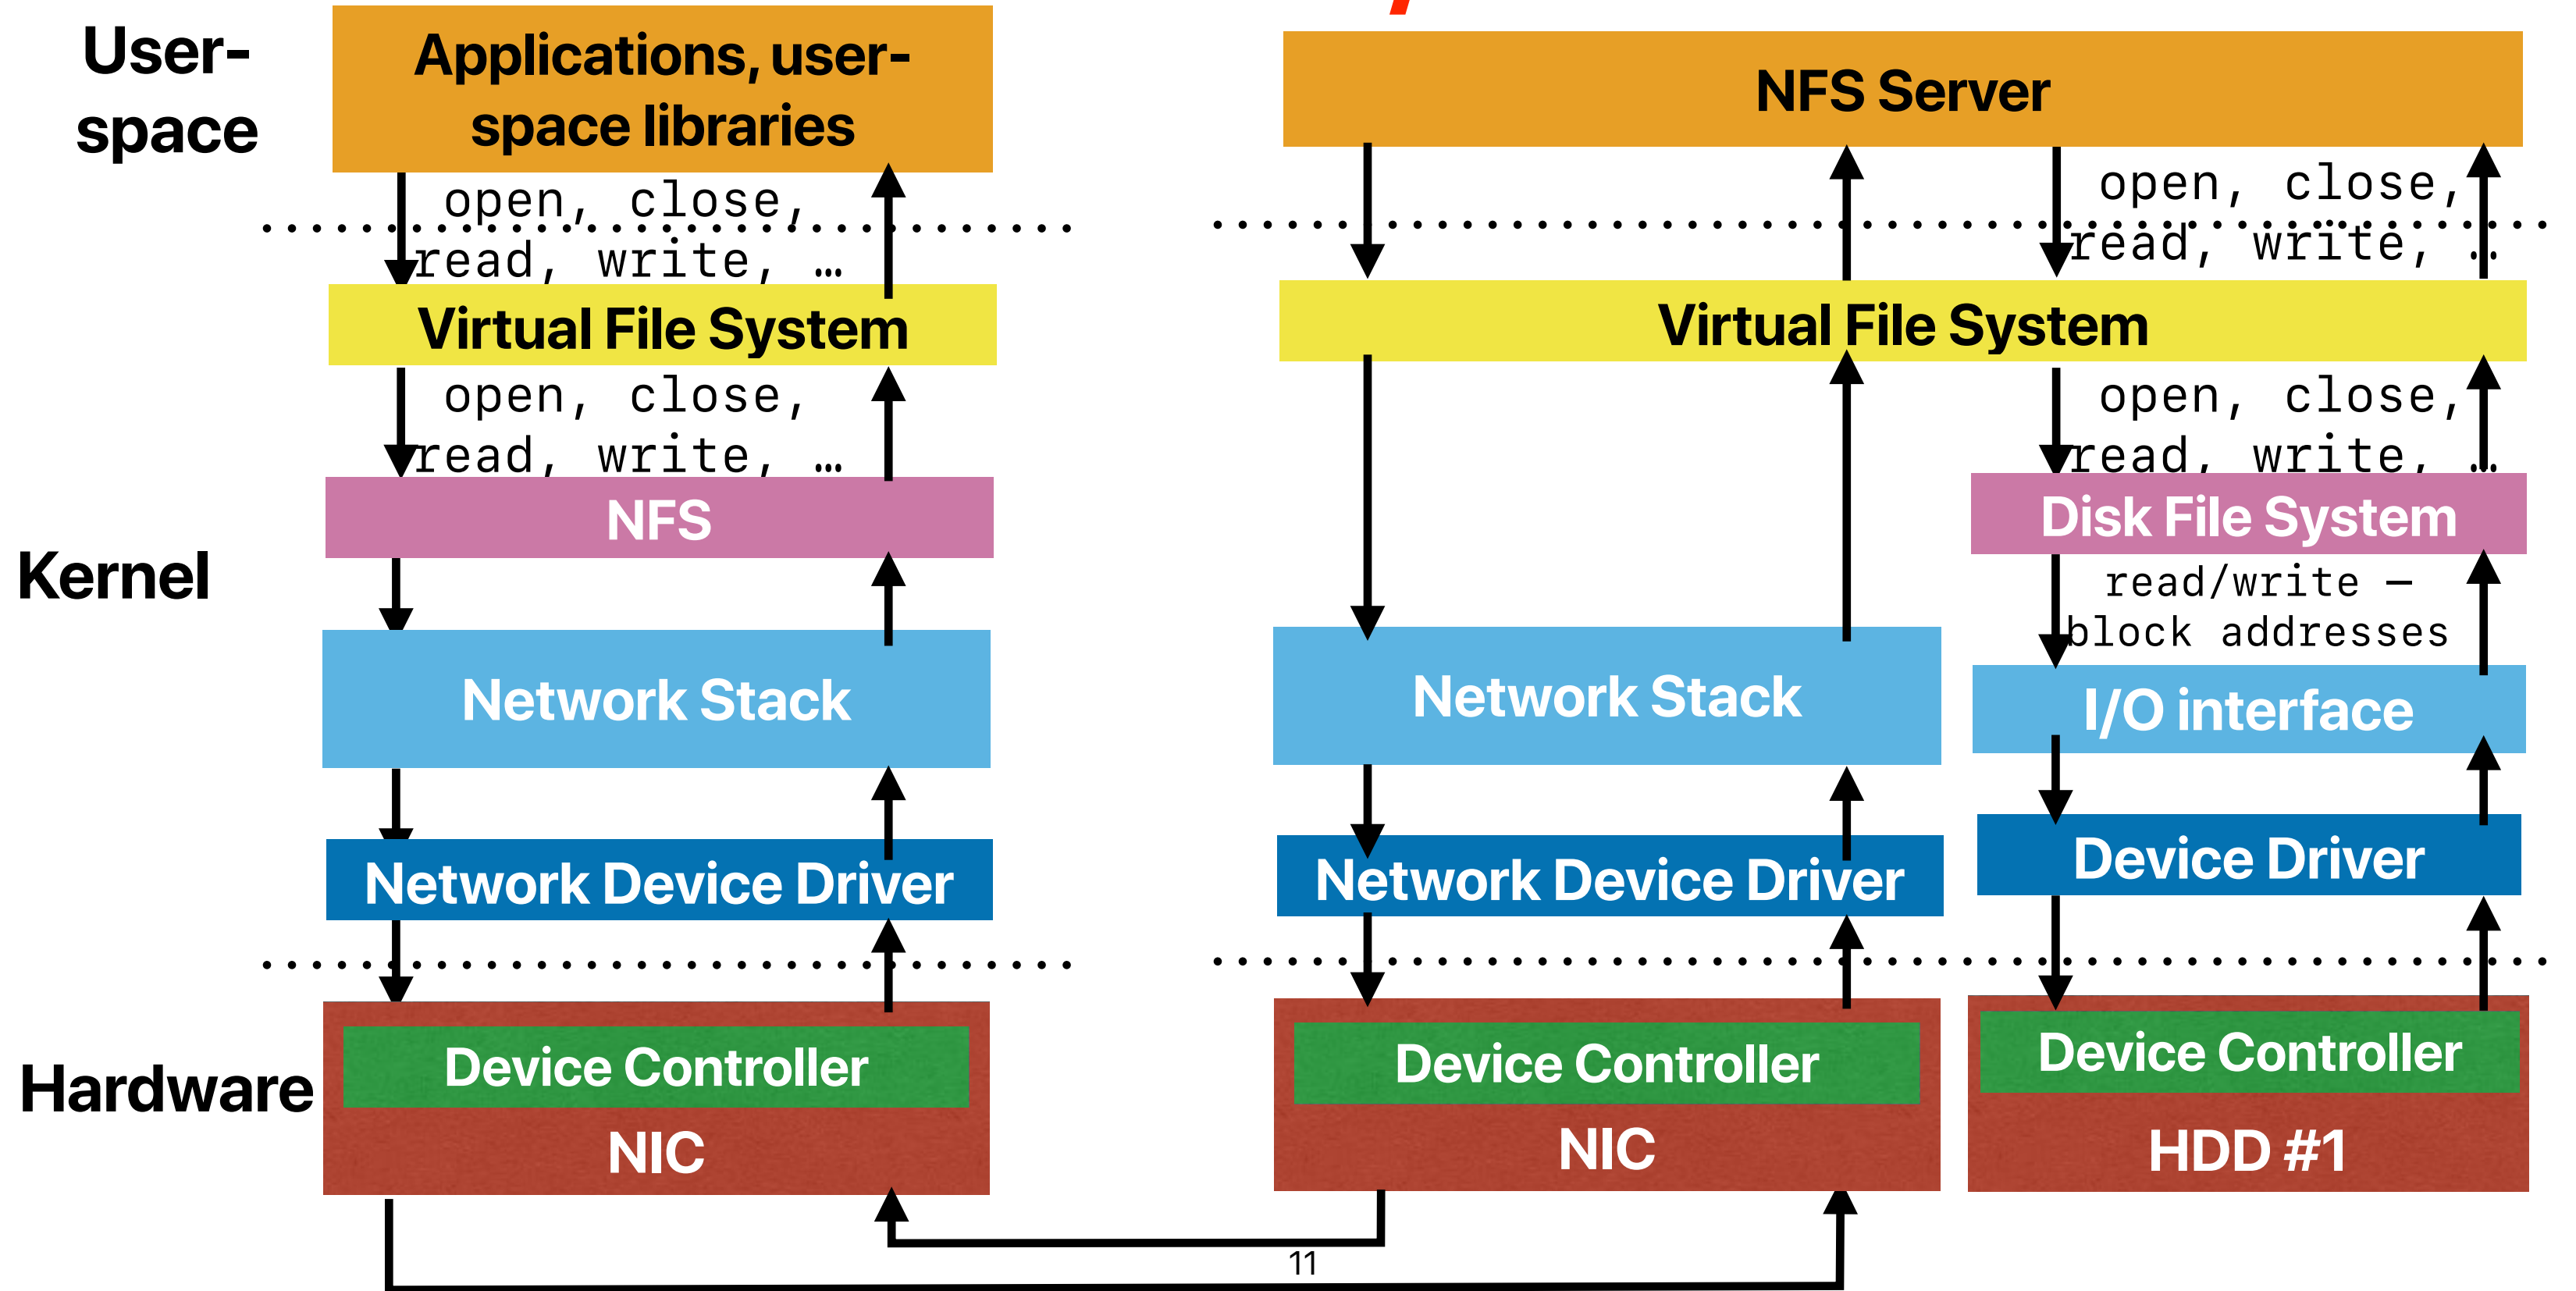 User-
space
Applications, user-
space libraries
open, close,
read, write, …
Virtual File System
open, close,
read, write, …
Kernel
NFS
Network Stack
Network Device Driver
Hardware
Device Controller
NIC
NFS Server
open, close,
read, write, …
Virtual File System
open, close,
read, write, …
Disk File System
read/write –
block addresses
Network Stack
I/O interface
Network Device Driver
Device Driver
Device Controller
NIC
Device Controller
HDD #1
11